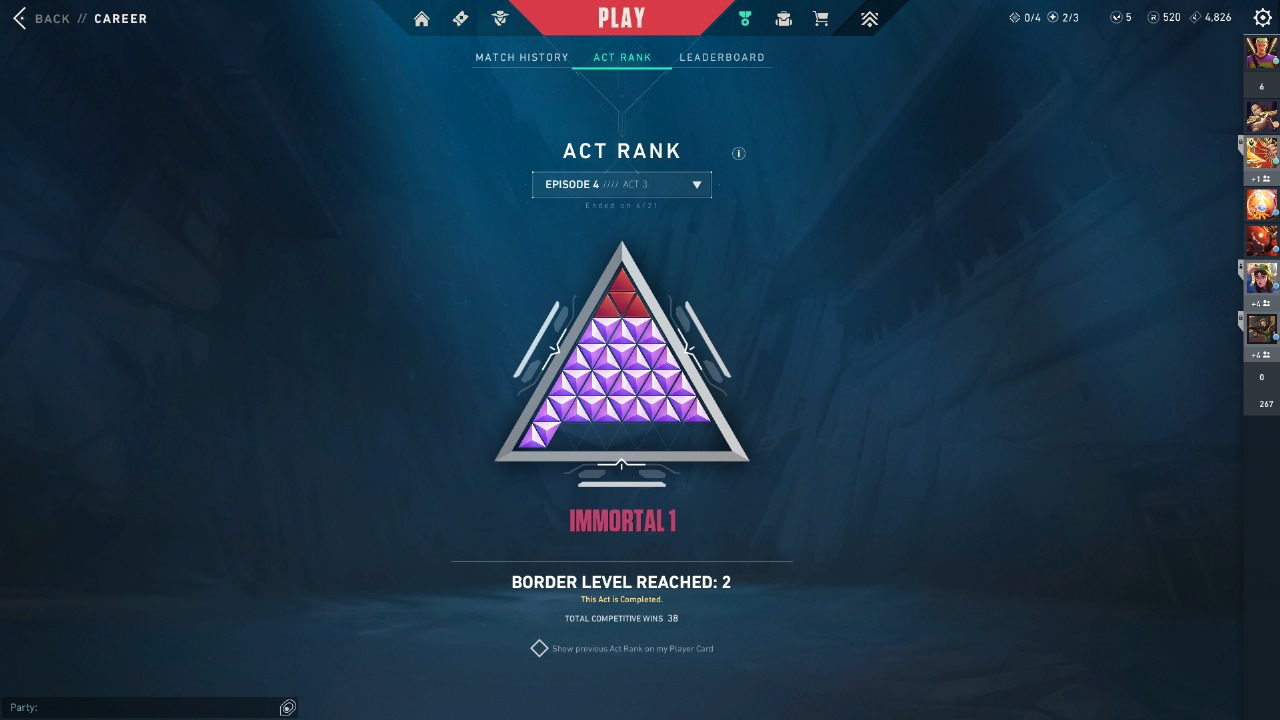 BACK // CAREER
PLAY
0/4 2/3 5 520 4,826
MATCH HISTORY ACT RANK LEADERBOARD
ACT RANK
EPISODE 4 //// ACT 3
Ended on 6/21
6
+1
+4
+4
0
267
IMMORTAL 1
BORDER LEVEL REACHED: 2
This Act is Completed.
TOTAL COMPETITIVE WINS 38
Show previous Act Rank on my Player Card
Party: